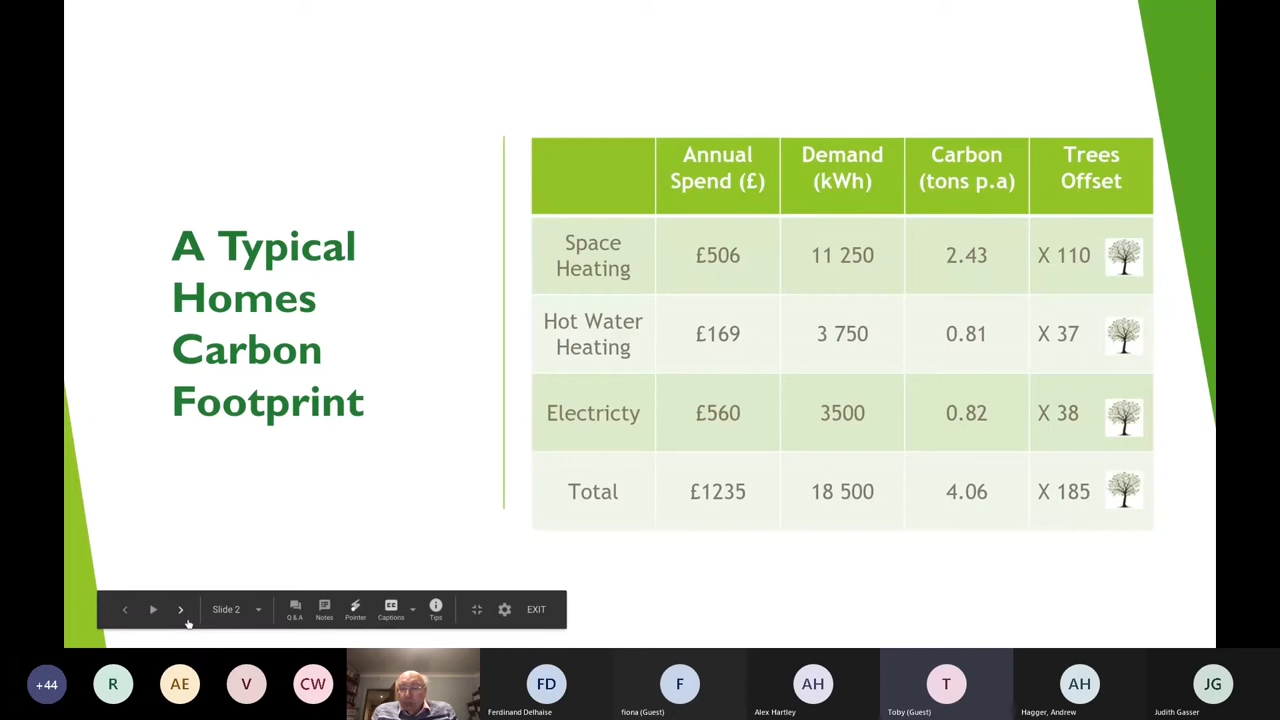 A Typical
Homes
Carbon
Footprint
Annual
Spend (£)
Demand
(kWh)
Carbon
(tons p.a)
Trees
Offset
Space
Heating
£506
11 250
2.43
X 110
Hot Water
Heating
£169
3 750
0.81
X 37
Electricty
£560
3500
0.82
X 38
Total
£1235
18 500
4.06
X 185
Slide 2
Q & A
Notes
Pointer
CC
Captions
Tips
EXIT
+44
R
AE
V
CW
FD
Ferdinand Delhaise
F
fiona (Guest)
AH
Alex Hartley
T
Toby (Guest)
AH
Hagger, Andrew
JG
Judith Gasser